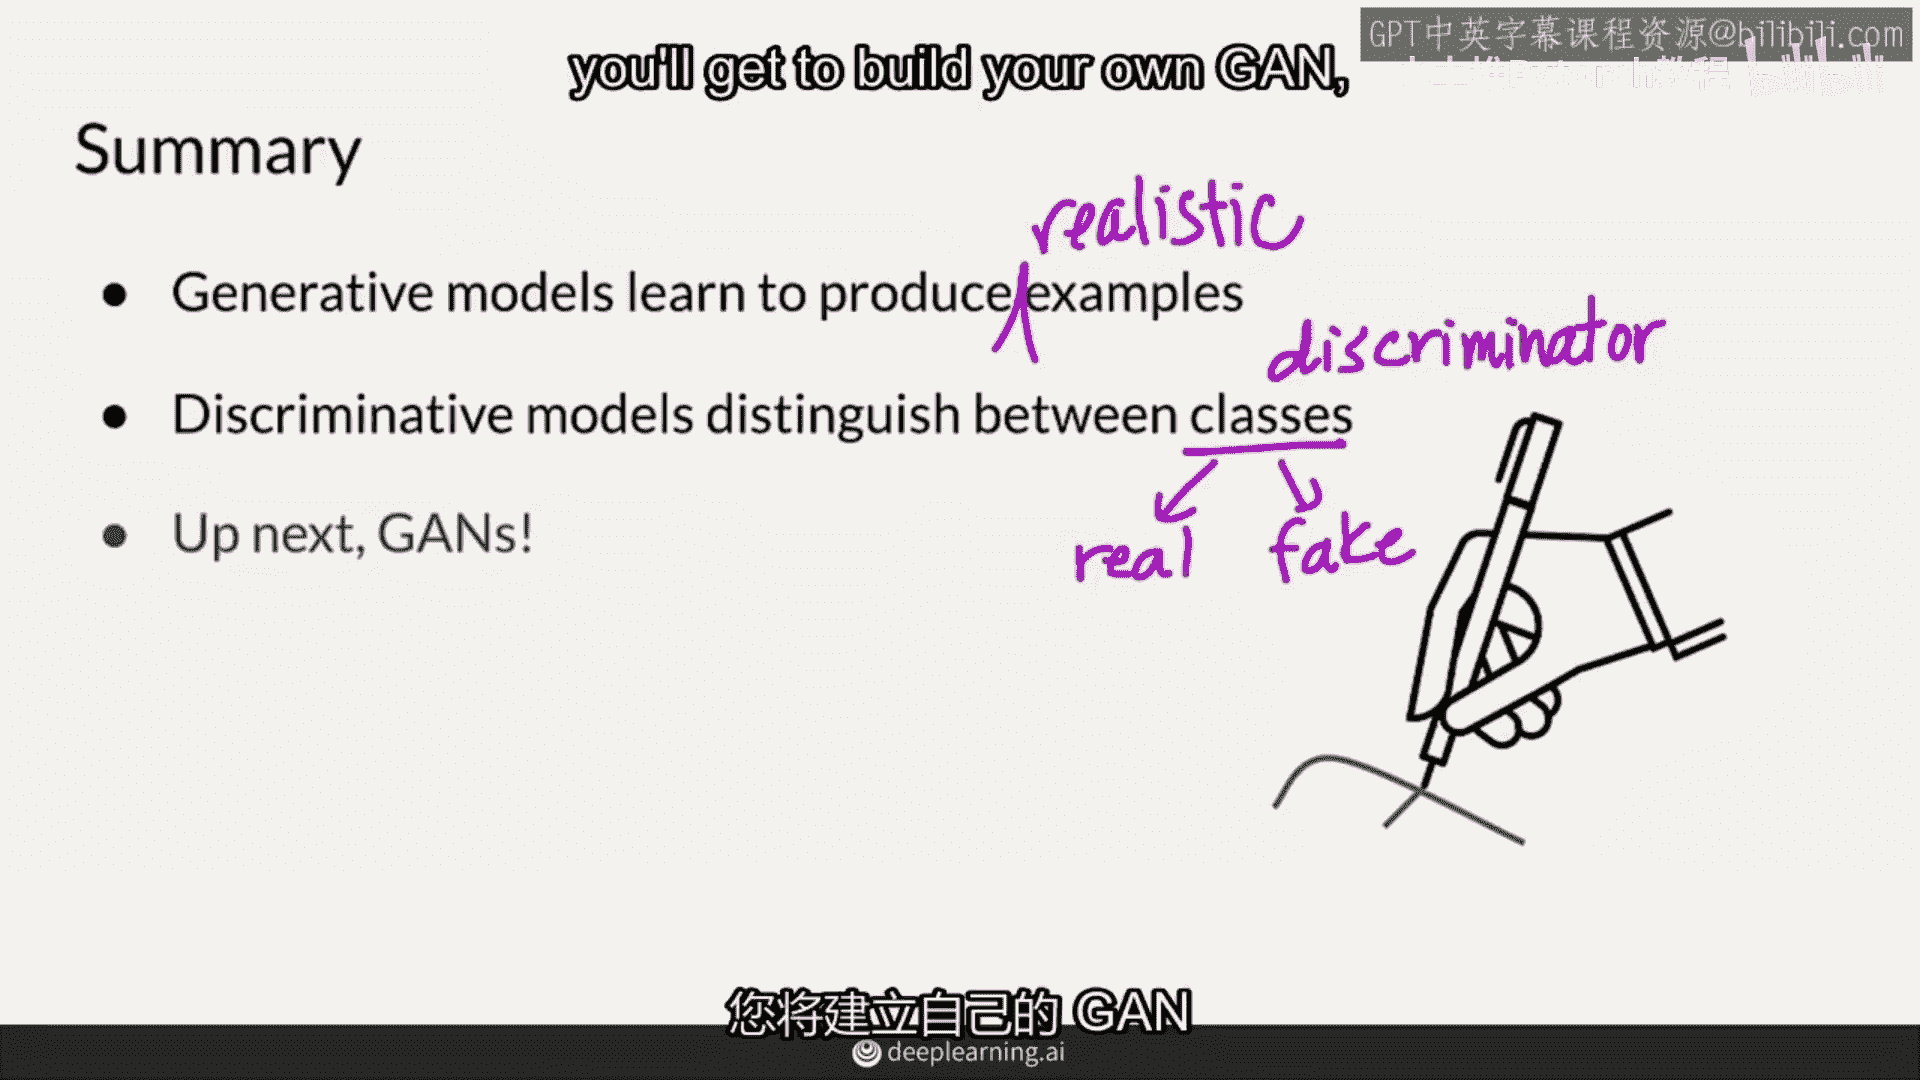 GPT中英字幕课程资源@bilibili.com
you'll get to build your own GAN,
Summary
realistic
Generative models learn to produce examples
discriminator
Discriminative models distinguish between classes
real fake
Up next, GANs!
您将建立自己的 GAN
deeplearning.ai